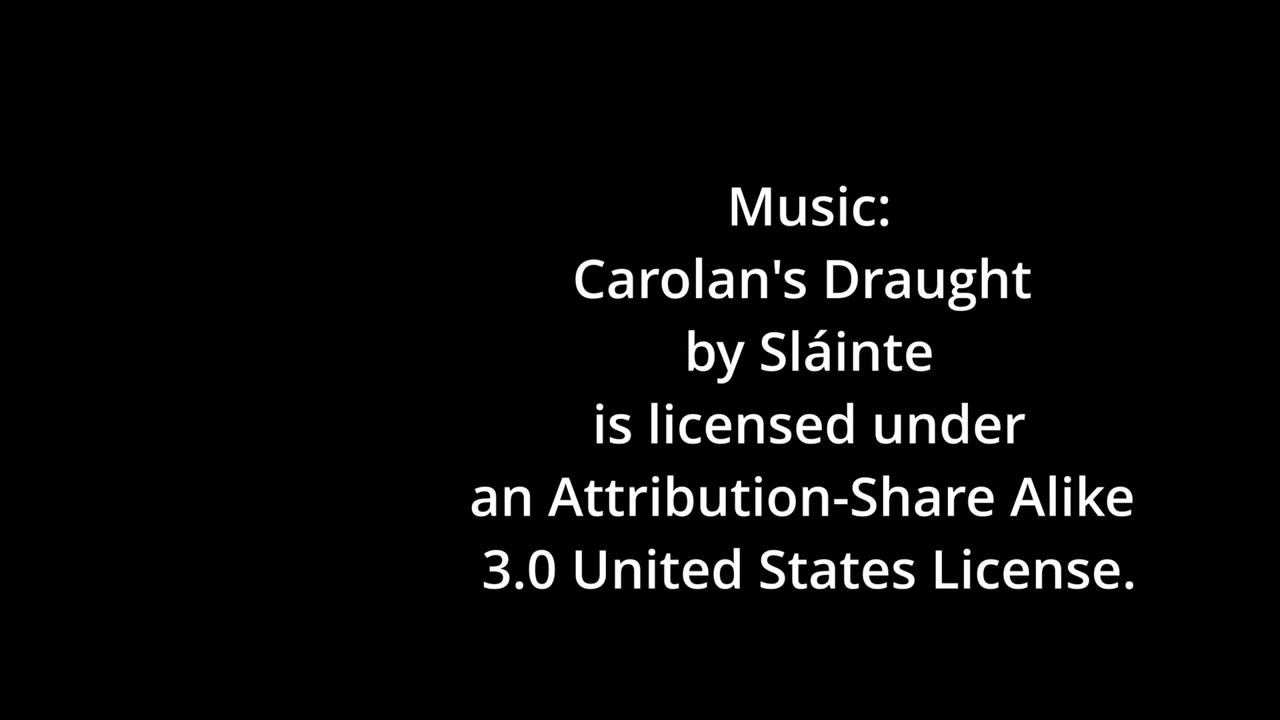 Music:
Carolan's Draught
by Sláinte
is licensed under
an Attribution-Share Alike
3.0 United States License.